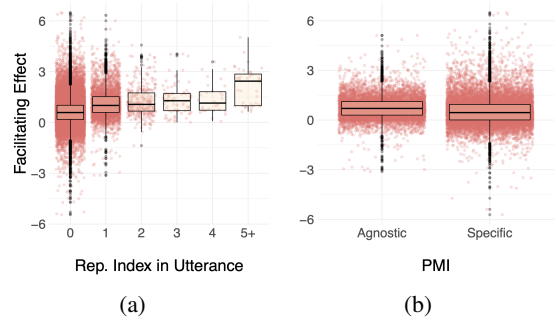 Facilitating Effect
6
3
0
−3
−6
0 1 2 3 4 5+
Rep. Index in Utterance
(a)
6
3
0
−3
−6
Agnostic Specific
PMI
(b)